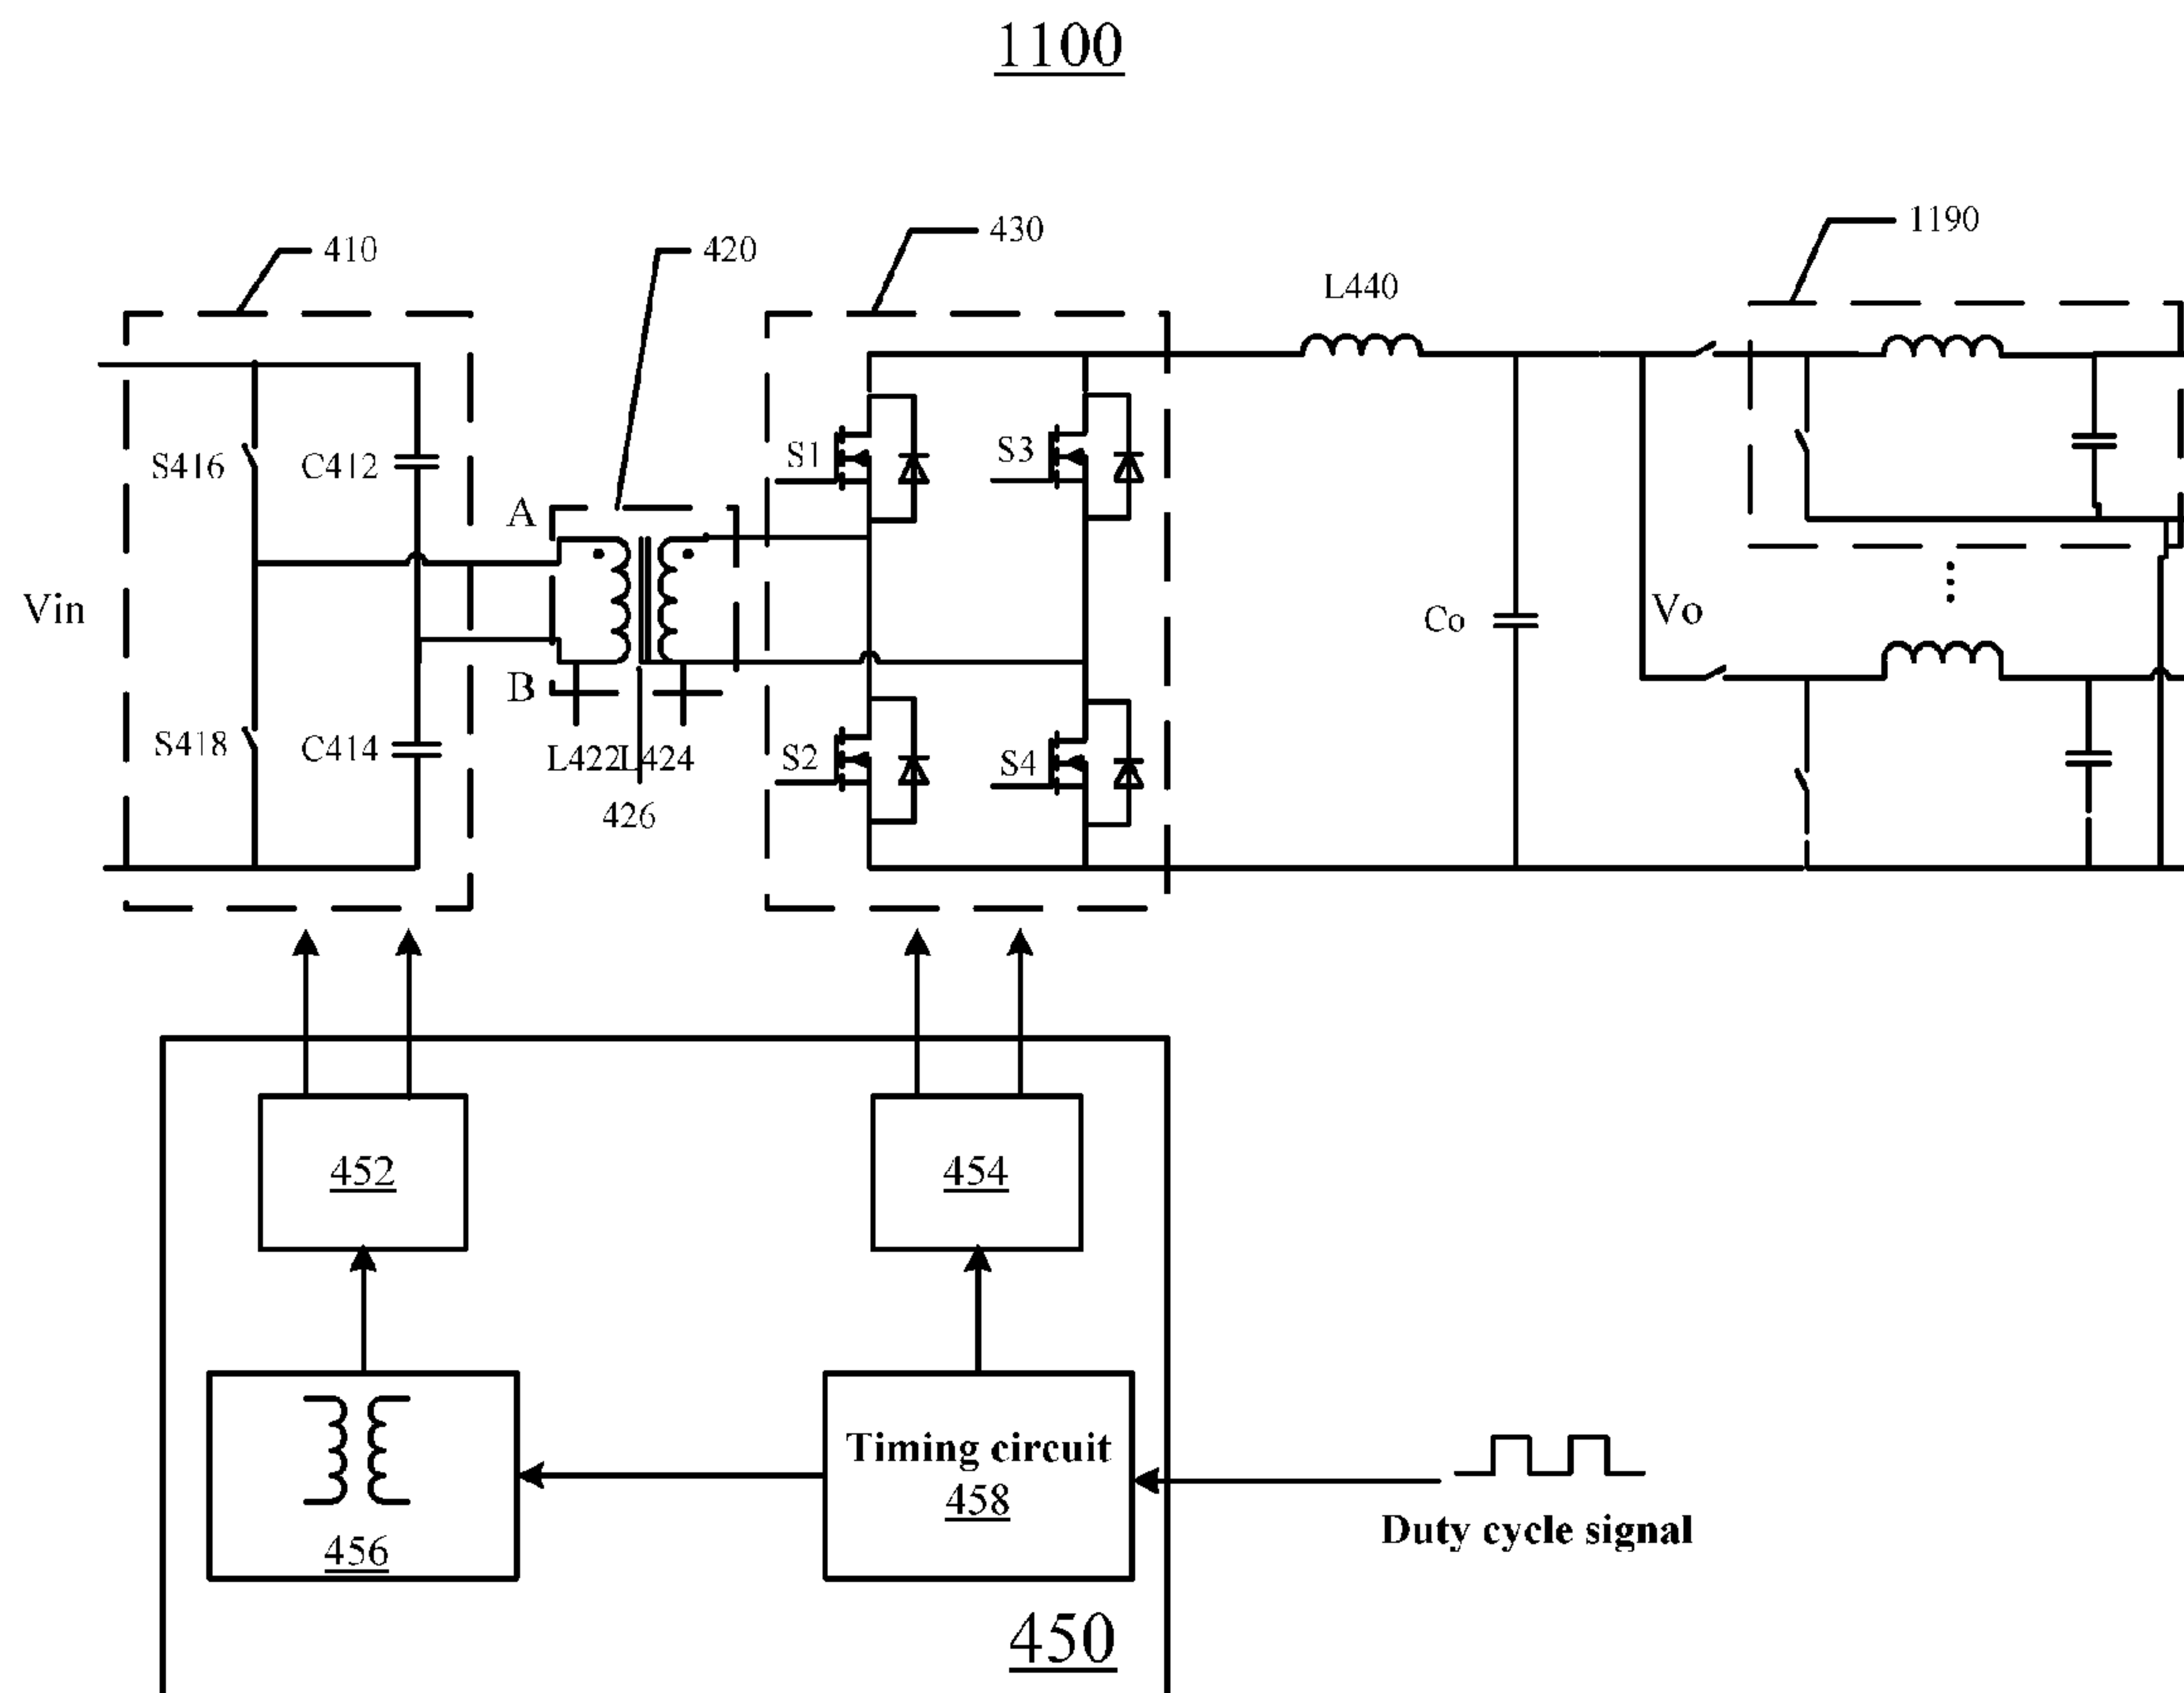 1100
410
420
430
1190
L440
S416
C412
A
S1
S3
Vin
Co
Vo
B
S418
C414
L422
L424
S2
S4
426
452
454
Timing circuit
458
456
Duty cycle signal
450